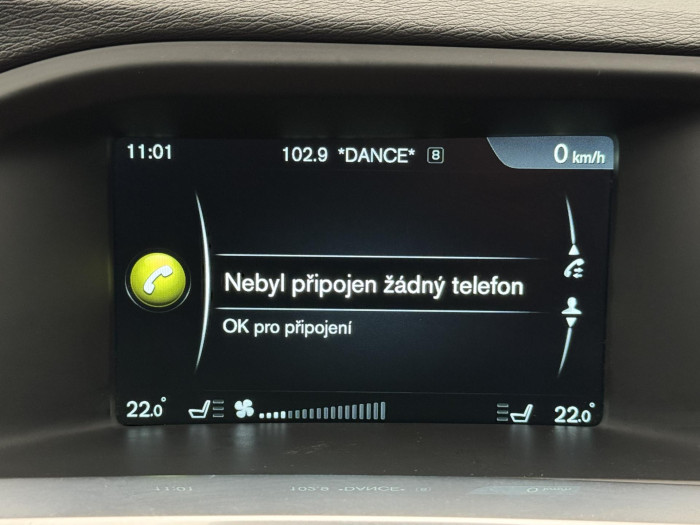 11:01 102.9 *DANCE* 8 0 km/h
Nebyl připojen žádný telefon
OK pro připojení
22.0° 22.0°